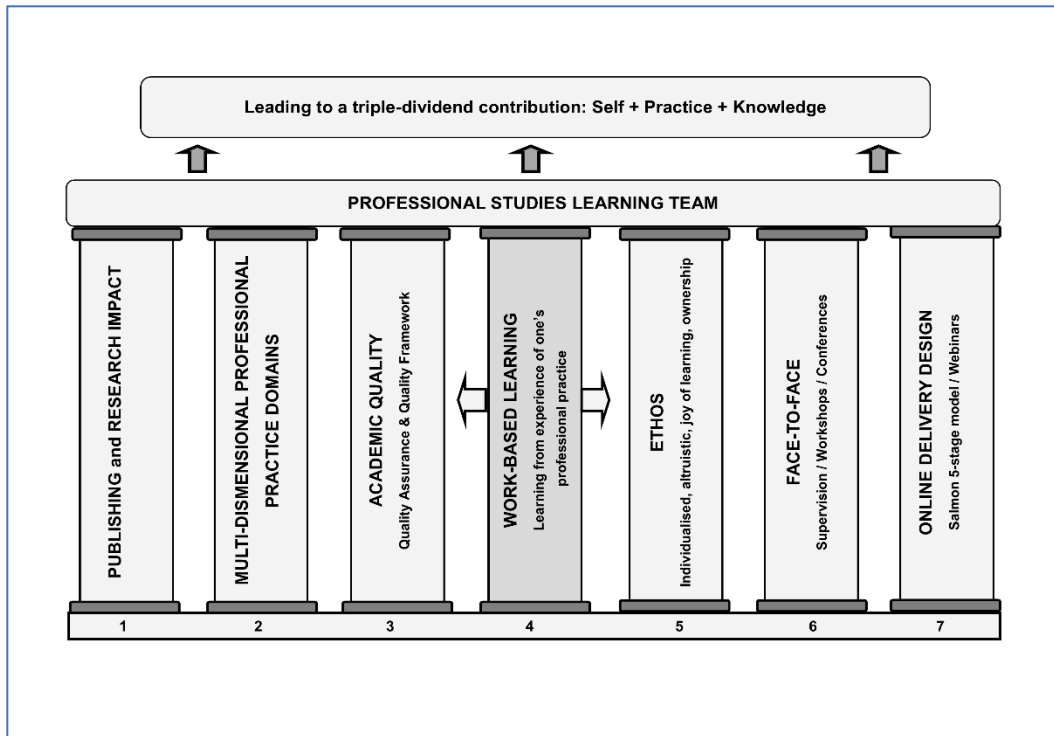 Leading to a triple-dividend contribution: Self + Practice + Knowledge
PROFESSIONAL STUDIES LEARNING TEAM
PUBLISHING and RESEARCH IMPACT
MULTI-DISMENSIONAL PROFESSIONAL
PRACTICE DOMAINS
ACADEMIC QUALITY
Quality Assurance & Quality Framework
WORK-BASED LEARNING
Learning from experience of one's
professional practice
ETHOS
Individualised, altruistic, joy of learning, ownership
FACE-TO-FACE
Supervision / Workshops / Conferences
ONLINE DELIVERY DESIGN
Salmon 5-stage model / Webinars
1
2
3
4
5
6
7